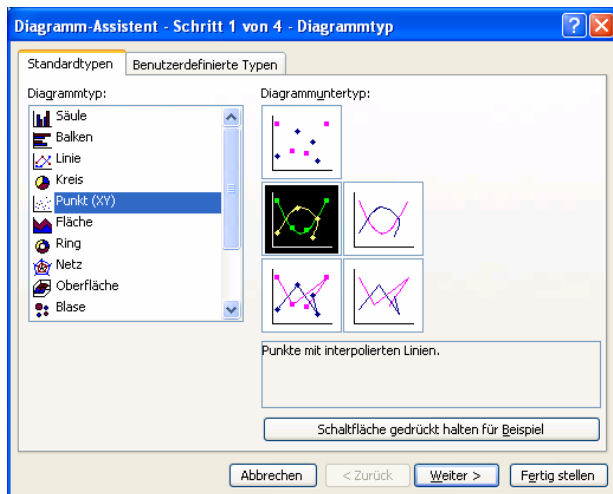 Diagramm-Assistent - Schritt 1 von 4 - Diagrammtyp
Standardtypen
Benutzerdefinierte Typen
Diagrammtyp:
Säule
Balken
Linie
Kreis
Punkt (XY)
Fläche
Ring
Netz
Oberfläche
Blase
Diagrammuntertyp:
Punkte mit interpolierten Linien.
Schaltfläche gedrückt halten für Beispiel
Abbrechen
< Zurück
Weiter >
Fertig stellen